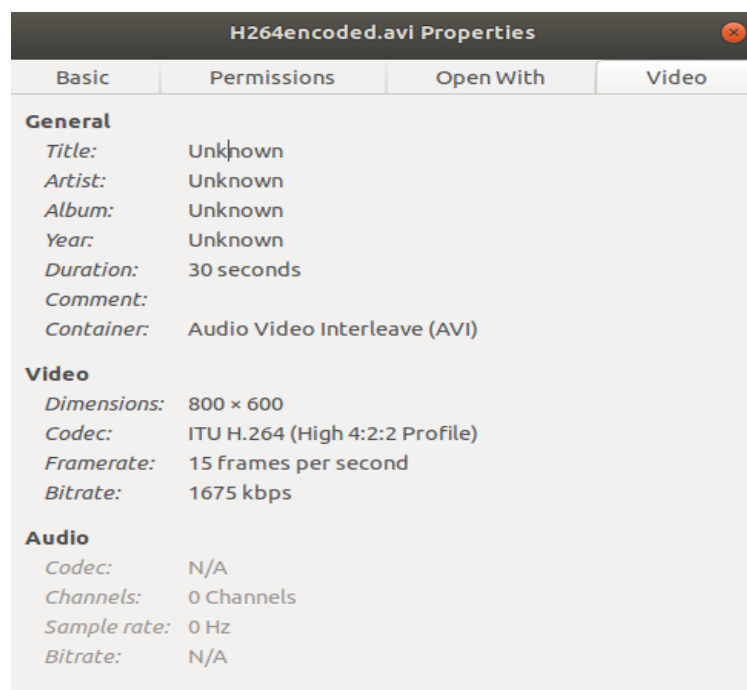 H264encoded.avi Properties
Basic Permissions Open With Video
General
Title: Unknown
Artist: Unknown
Album: Unknown
Year: Unknown
Duration: 30 seconds
Comment:
Container: Audio Video Interleave (AVI)
Video
Dimensions: 800 × 600
Codec: ITU H.264 (High 4:2:2 Profile)
Framerate: 15 frames per second
Bitrate: 1675 kbps
Audio
Codec: N/A
Channels: 0 Channels
Sample rate: 0 Hz
Bitrate: N/A